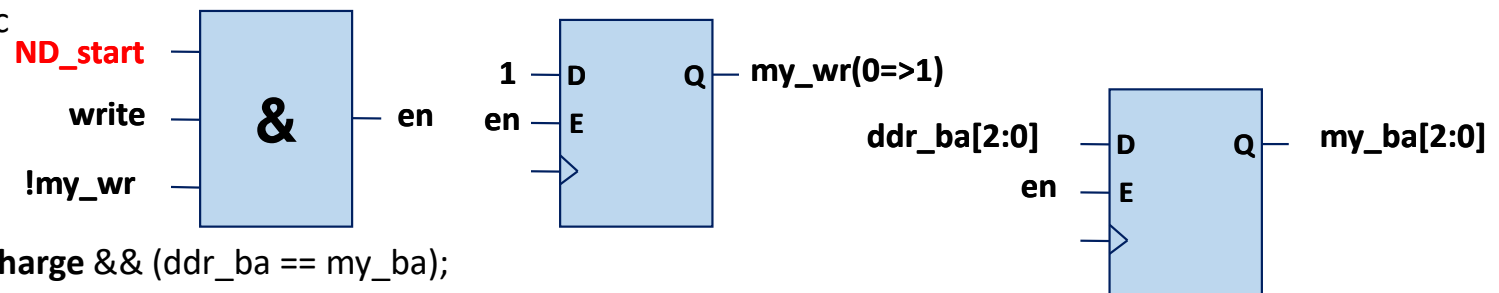 c
ND_start
write
!my_wr
&
en
1
D
Q
my_wr(0=>1)
en
E
ddr_ba[2:0]
D
Q
my_ba[2:0]
en
E
harge && (ddr_ba == my_ba);